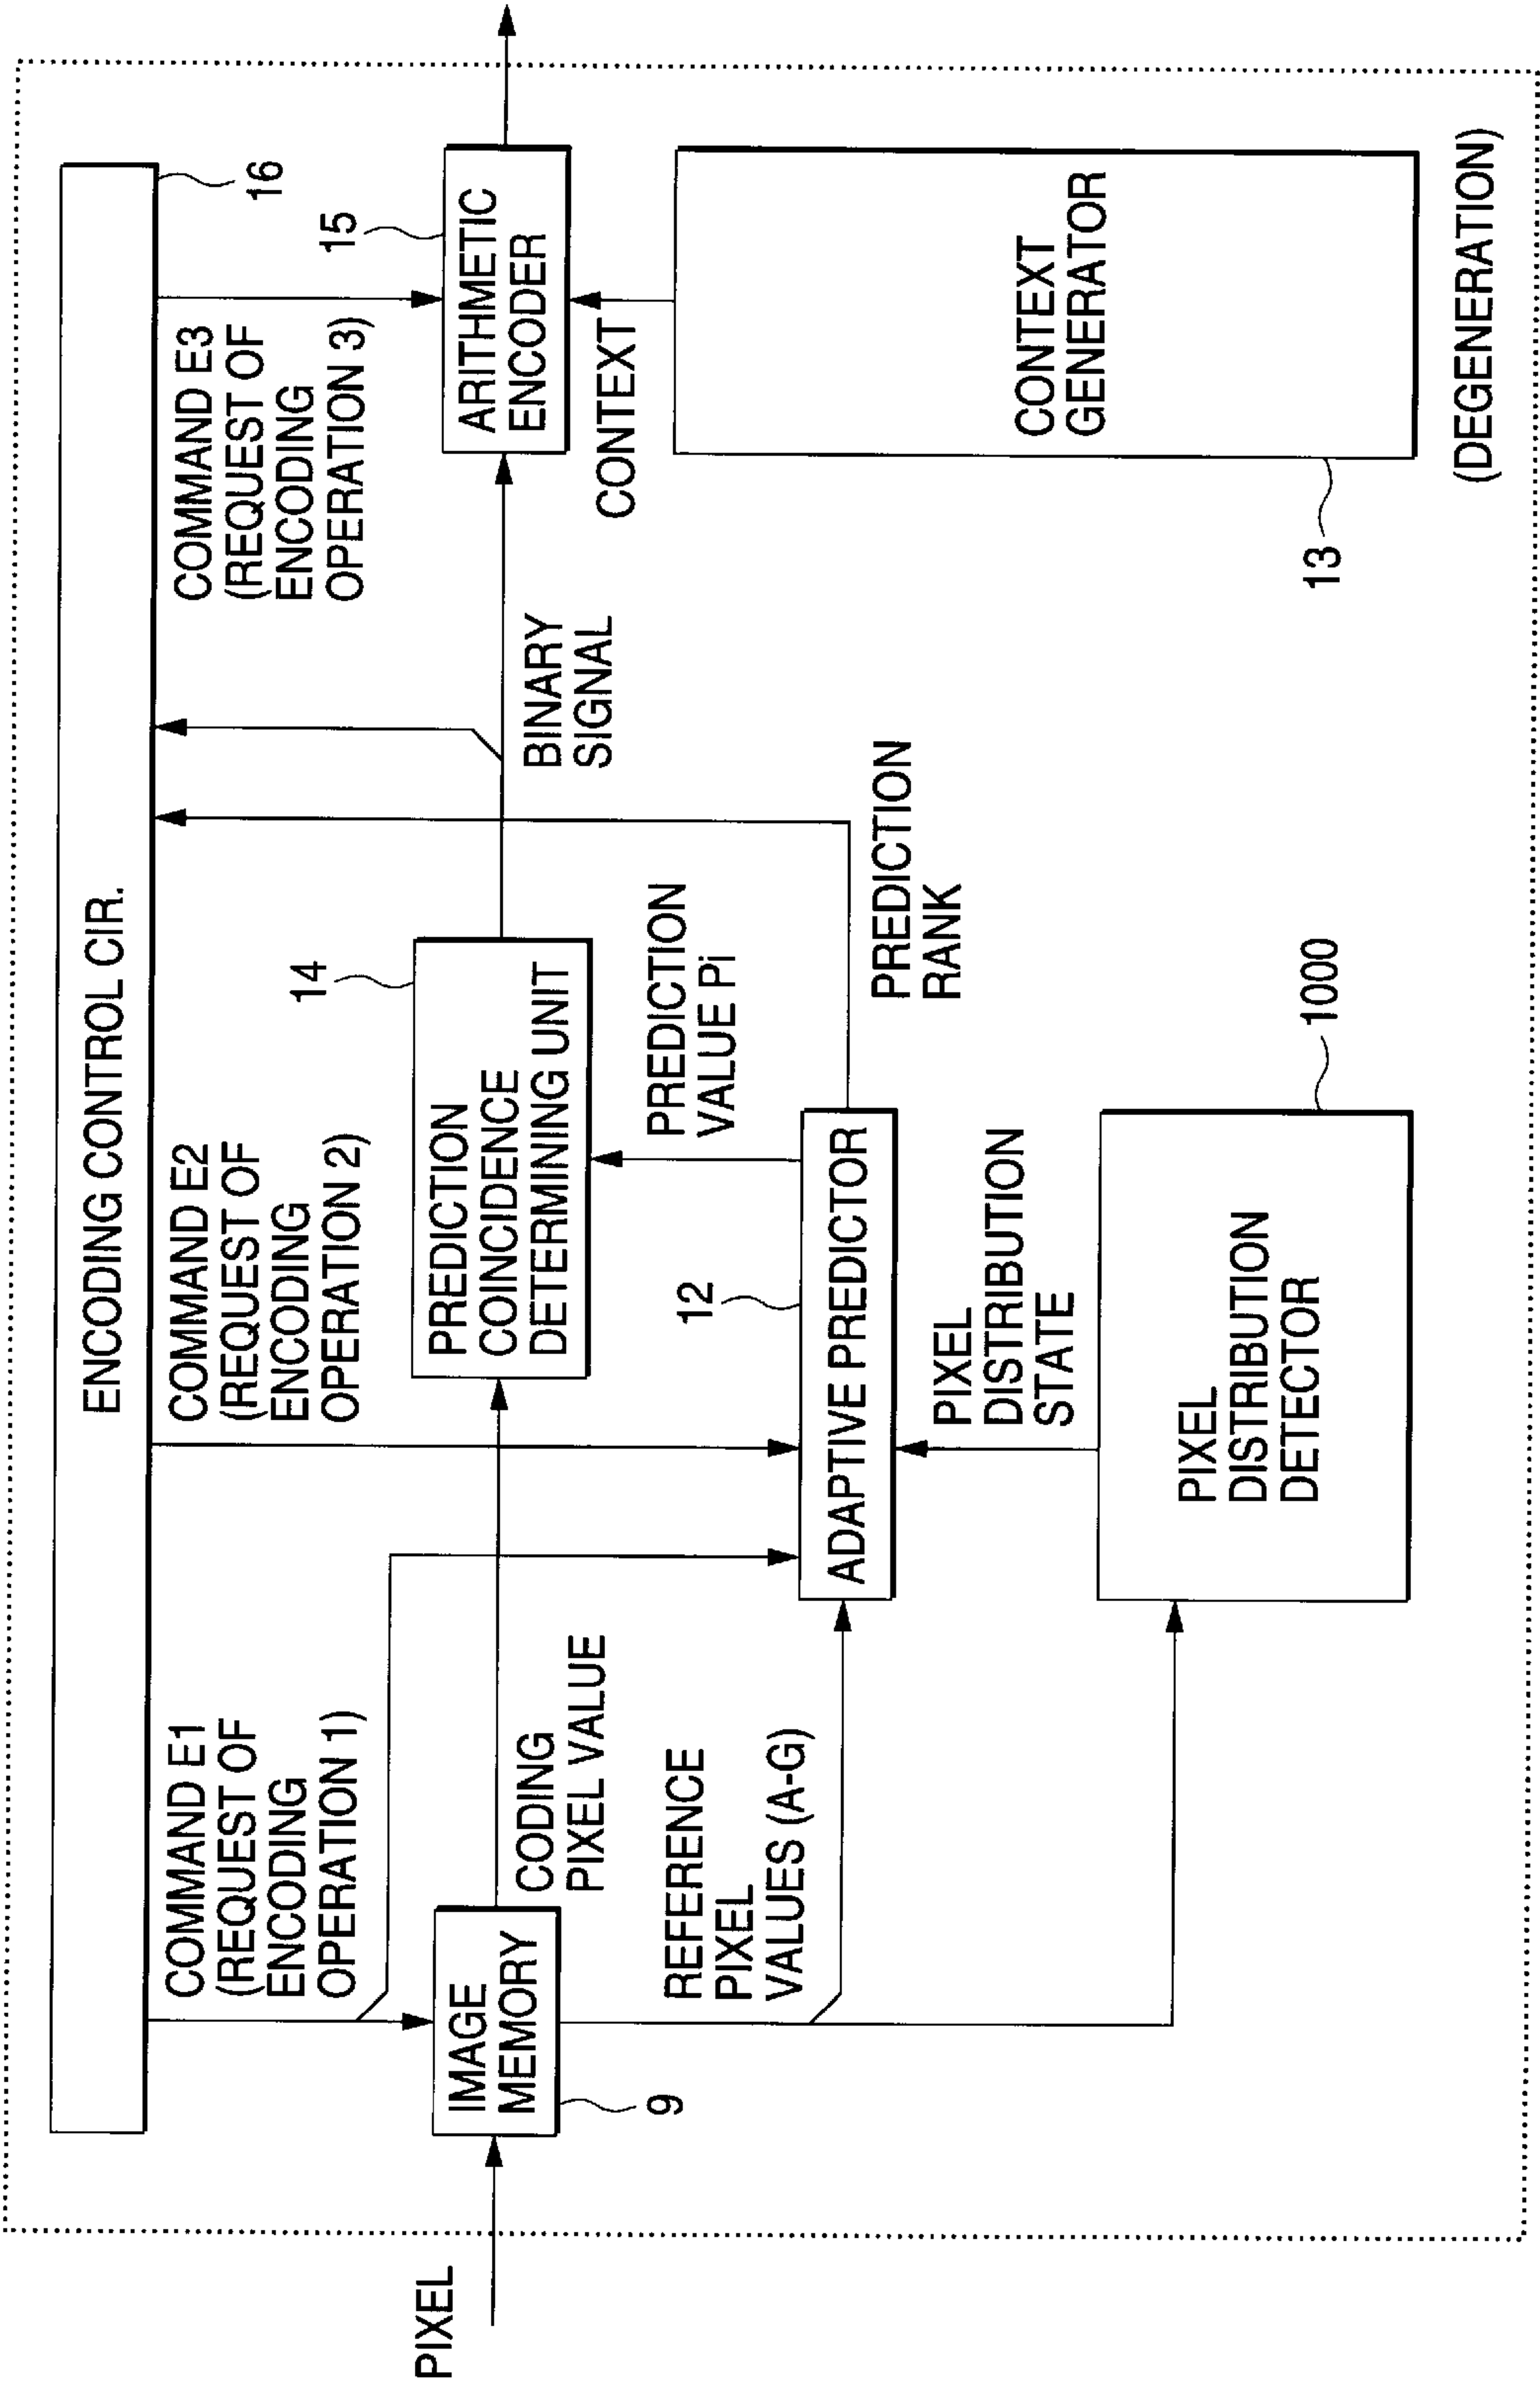 ENCODING CONTROL CIR.
16
COMMAND E1
(REQUEST OF
ENCODING
OPERATION 1)
COMMAND E2
(REQUEST OF
ENCODING
OPERATION 2)
COMMAND E3
(REQUEST OF
ENCODING
OPERATION 3)
PIXEL
IMAGE
MEMORY
9
CODING
PIXEL VALUE
14
PREDICTION
COINCIDENCE
DETERMINING UNIT
BINARY
SIGNAL
15
ARITHMETIC
ENCODER
CONTEXT
REFERENCE
PIXEL
VALUES (A-G)
PREDICTION
VALUE Pi
12
ADAPTIVE PREDICTOR
PREDICTION
RANK
PIXEL
DISTRIBUTION
STATE
PIXEL
DISTRIBUTION
DETECTOR
1000
CONTEXT
GENERATOR
13
(DEGENERATION)